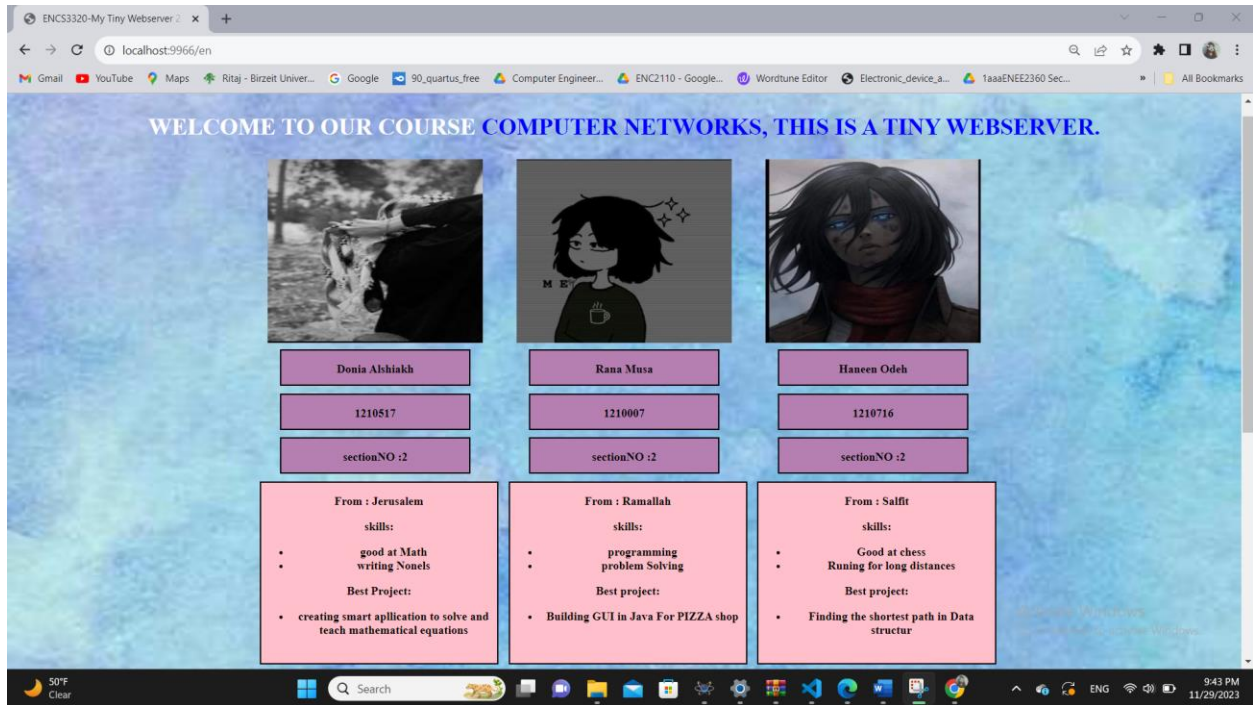 ENCS3320-My Tiny Webserver 2
localhost:9966/en
Gmail YouTube Maps Ritaj - Birzeit Univer... Google 90_quartus_free Computer Engineer... ENC2110 - Google... Wordtune Editor Electronic_device_a... 1aaaENEE2360 Sec... » All Bookmarks
WELCOME TO OUR COURSE COMPUTER NETWORKS, THIS IS A TINY WEBSERVER.
M E
Donia Alshiakh Rana Musa Haneen Odeh
1210517 1210007 1210716
sectionNO :2 sectionNO :2 sectionNO :2
From : Jerusalem
skills:
• good at Math
• writing Nonels
Best Project:
• creating smart apllication to solve and
teach mathematical equations
From : Ramallah
skills:
• programming
• problem Solving
Best project:
• Building GUI in Java For PIZZA shop
From : Salfit
skills:
• Good at chess
• Runing for long distances
Best project:
• Finding the shortest path in Data
structur
Windows
Windows.
50°F
Clear
Search
ENG
9:43 PM
11/29/2023